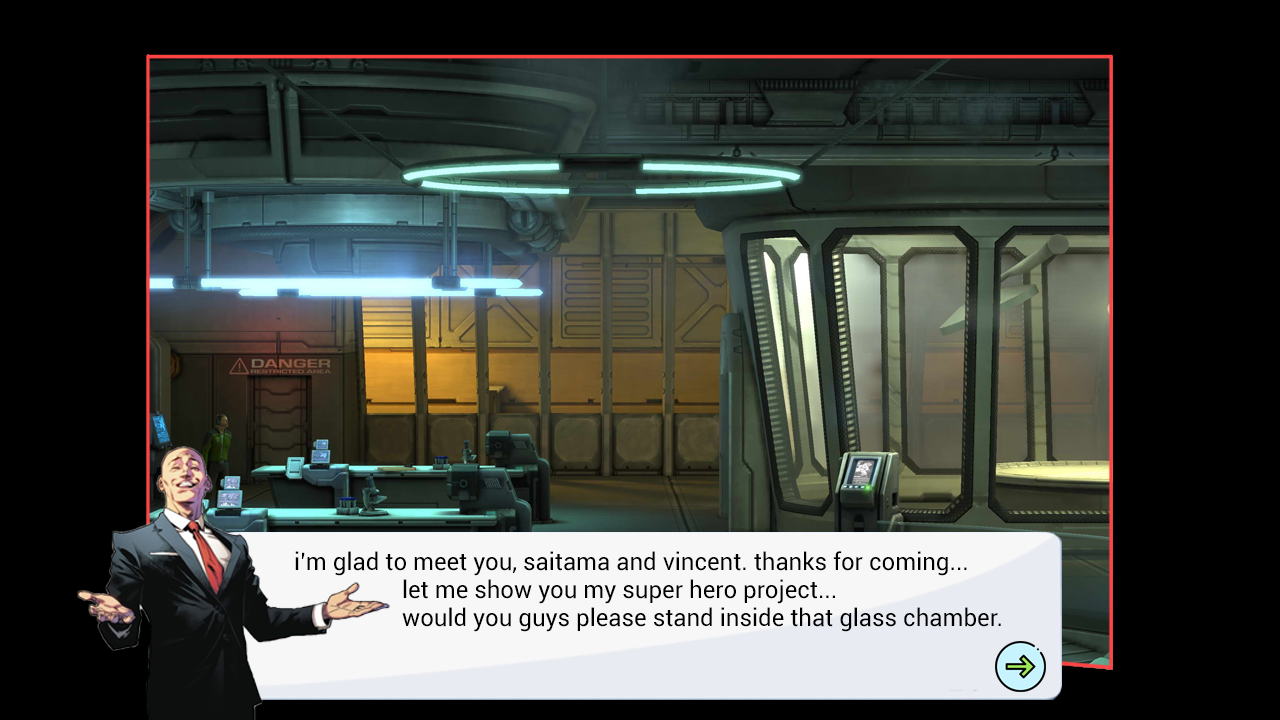 DANGER
RESTRICTED AREA
i'm glad to meet you, saitama and vincent. thanks for coming...
let me show you my super hero project...
would you guys please stand inside that glass chamber.